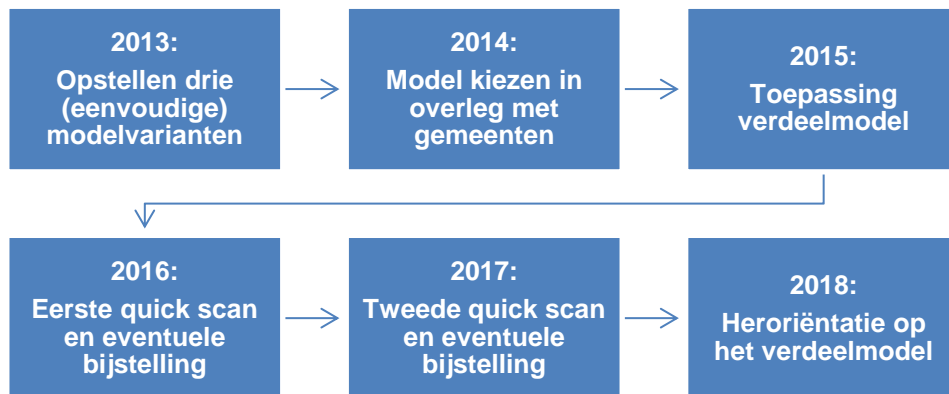 2013:
Opstellen drie
(eenvoudige)
modelvarianten
2014:
Model kiezen in
overleg met
gemeenten
2015:
Toepassing
verdeelmodel
2016:
Eerste quick scan
en eventuele
bijstelling
2017:
Tweede quick scan
en eventuele
bijstelling
2018:
Heroriëntatie op
het verdeelmodel